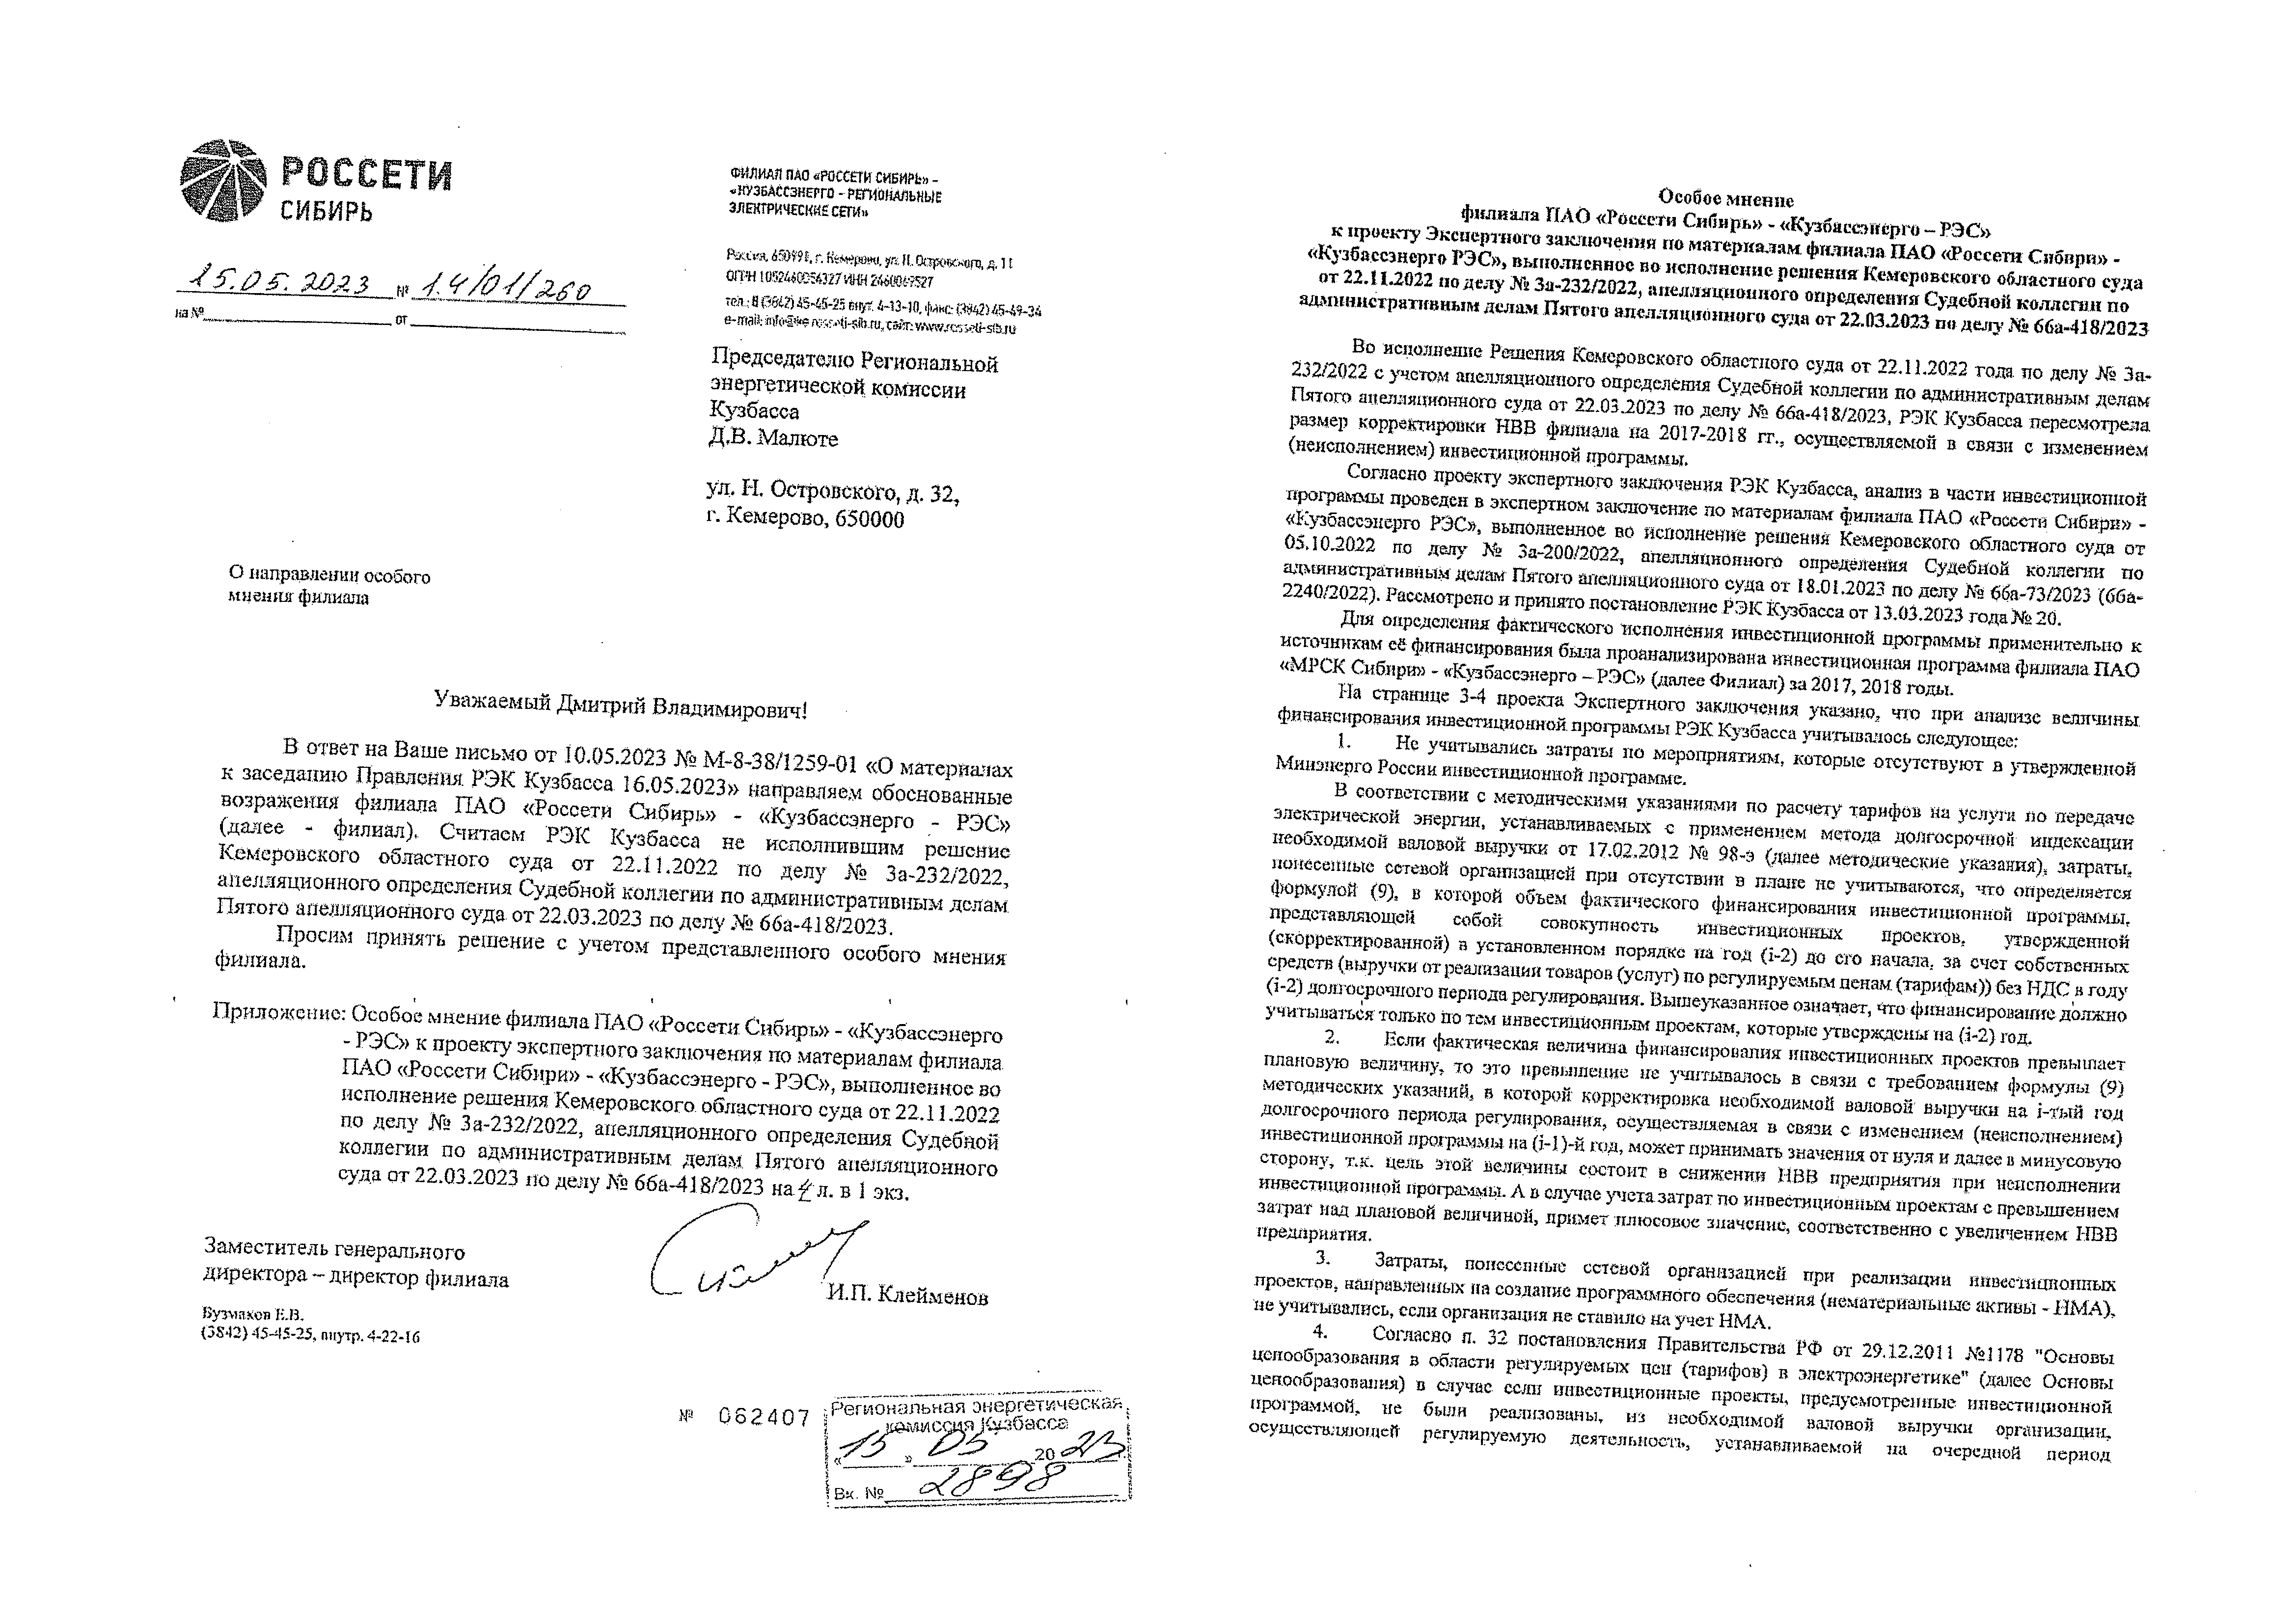 РОССЕТИ
СИБИРЬ
15.05.2023 № 1.4/01/260
на № от
ФИЛИАЛ ПАО «РОССЕТИ СИБИРЬ» -
«КУЗБАССЭНЕРГО - РЕГИОНАЛЬНЫЕ
ЭЛЕКТРИЧЕСКИЕ СЕТИ»
Россия, 650991, г. Кемерово, ул. Н. Островского, д. 11
ОГРН 1052460054327 ИНН 2460069527
тел.: 8 (3842) 45-45-25 внут. 4-13-10, факс: (3842) 45-49-34
сайт: www.rosseti-sib.ru
Председателю Региональной
энергетической комиссии
Кузбасса
Д.В. Малюте
ул. Н. Островского, д. 32,
г. Кемерово, 650000
О направлении особого
мнения филиала
Уважаемый Дмитрий Владимирович!
В ответ на Ваше письмо от 10.05.2023 № М-8-38/1259-01 «О материалах
к заседанию Правления РЭК Кузбасса 16.05.2023» направляем обоснованные
возражения филиала ПАО «Россети Сибирь» - «Кузбассэнерго - РЭС»
(далее - филиал). Считаем РЭК Кузбасса не исполнившим решение
Кемеровского областного суда от 22.11.2022 по делу № 3а-232/2022,
апелляционного определения Судебной коллегии по административным делам
Пятого апелляционного суда от 22.03.2023 по делу № 66а-418/2023.
Просим принять решение с учетом представленного особого мнения
филиала.
Приложение: Особое мнение филиала ПАО «Россети Сибирь» - «Кузбассэнерго
- РЭС» к проекту экспертного заключения по материалам филиала
ПАО «Россети Сибири» - «Кузбассэнерго - РЭС», выполненное во
исполнение решения Кемеровского областного суда от 22.11.2022
по делу № 3а-232/2022, апелляционного определения Судебной
коллегии по административным делам Пятого апелляционного
суда от 22.03.2023 по делу № 66а-418/2023 на л. в 1 экз.
Заместитель генерального
директора – директор филиала
И.П. Клейменов
Бузмаков Е.В.
(3842) 45-45-25, внутр. 4-22-16
№ 062407
Региональная энергетическая
комиссия Кузбасса
«15» 05 2023
Вх. № 2898
Особое мнение
филиала ПАО «Россети Сибирь» - «Кузбассэнерго – РЭС»
к проекту Экспертного заключения по материалам филиала ПАО «Россети Сибири» -
«Кузбассэнерго РЭС», выполненное во исполнение решения Кемеровского областного суда
от 22.11.2022 по делу № 3а-232/2022, апелляционного определения Судебной коллегии по
административным делам Пятого апелляционного суда от 22.03.2023 по делу № 66а-418/2023
Во исполнение Решения Кемеровского областного суда от 22.11.2022 года по делу № 3а-
232/2022 с учетом апелляционного определения Судебной коллегии по административным делам
Пятого апелляционного суда от 22.03.2023 по делу № 66а-418/2023, РЭК Кузбасса пересмотрела
размер корректировки НВВ филиала на 2017-2018 гг., осуществляемой в связи с изменением
(неисполнением) инвестиционной программы.
Согласно проекту экспертного заключения РЭК Кузбасса, анализ в части инвестиционной
программы проведен в экспертном заключение по материалам филиала ПАО «Россети Сибири» -
«Кузбассэнерго РЭС», выполненное во исполнение решения Кемеровского областного суда от
05.10.2022 по делу № 3а-200/2022, апелляционного определения Судебной коллегии по
административным делам Пятого апелляционного суда от 18.01.2023 по делу № 66а-73/2023 (66а-
2240/2022). Рассмотрено и принято постановление РЭК Кузбасса от 13.03.2023 года № 20.
Для определения фактического исполнения инвестиционной программы применительно к
источникам её финансирования была проанализирована инвестиционная программа филиала ПАО
«МРСК Сибири» - «Кузбассэнерго – РЭС» (далее Филиал) за 2017, 2018 годы.
На странице 3-4 проекта Экспертного заключения указано, что при анализе величины
финансирования инвестиционной программы РЭК Кузбасса учитывалось следующее:
1. Не учитывались затраты по мероприятиям, которые отсутствуют в утвержденной
Минэнерго России инвестиционной программе.
В соответствии с методическими указаниями по расчету тарифов на услуги по передаче
электрической энергии, устанавливаемых с применением метода долгосрочной индексации
необходимой валовой выручки от 17.02.2012 № 98-э (далее методические указания), затраты,
понесенные сетевой организацией при отсутствии в плане не учитываются, что определяется
формулой (9), в которой объем фактического финансирования инвестиционной программы,
представляющей собой совокупность инвестиционных проектов, утвержденной
(скорректированной) в установленном порядке на год (i-2) до его начала, за счет собственных
средств (выручки от реализации товаров (услуг) по регулируемым ценам (тарифам)) без НДС в году
(i-2) долгосрочного периода регулирования. Вышеуказанное означает, что финансирование должно
учитываться только по тем инвестиционным проектам, которые утверждены на (i-2) год.
2. Если фактическая величина финансирования инвестиционных проектов превышает
плановую величину, то это превышение не учитывалось в связи с требованием формулы (9)
методических указаний, в которой корректировка необходимой валовой выручки на i-тый год
долгосрочного периода регулирования, осуществляемая в связи с изменением (неисполнением)
инвестиционной программы на (i-1)-й год, может принимать значения от нуля и далее в минусовую
сторону, т.к. цель этой величины состоит в снижении НВВ предприятия при неисполнении
инвестиционной программы. А в случае учета затрат по инвестиционным проектам с превышением
затрат над плановой величиной, примет плюсовое значение, соответственно с увеличением НВВ
предприятия.
3. Затраты, понесенные сетевой организацией при реализации инвестиционных
проектов, направленных на создание программного обеспечения (нематериальные активы - НМА),
не учитывались, если организация не ставило на учет НМА.
4. Согласно п. 32 постановления Правительства РФ от 29.12.2011 №1178 "Основы
ценообразования в области регулируемых цен (тарифов) в электроэнергетике" (далее Основы
ценообразования) в случае если инвестиционные проекты, предусмотренные инвестиционной
программой, не были реализованы, из необходимой валовой выручки организации,
осуществляющей регулируемую деятельность, устанавливаемой на очередной период